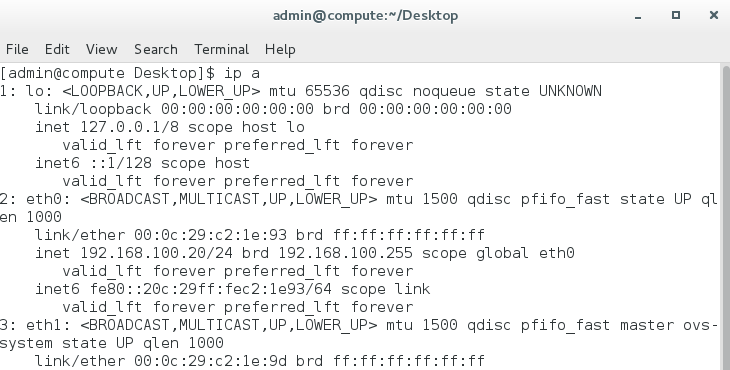 admin@compute:~/Desktop
File Edit View Search Terminal Help
[admin@compute Desktop]$ ip a
1: lo: <LOOPBACK,UP,LOWER_UP> mtu 65536 qdisc noqueue state UNKNOWN
    link/loopback 00:00:00:00:00:00 brd 00:00:00:00:00:00
    inet 127.0.0.1/8 scope host lo
       valid_lft forever preferred_lft forever
    inet6 ::1/128 scope host
       valid_lft forever preferred_lft forever
2: eth0: <BROADCAST,MULTICAST,UP,LOWER_UP> mtu 1500 qdisc pfifo_fast state UP ql
en 1000
    link/ether 00:0c:29:c2:1e:93 brd ff:ff:ff:ff:ff:ff
    inet 192.168.100.20/24 brd 192.168.100.255 scope global eth0
       valid_lft forever preferred_lft forever
    inet6 fe80::20c:29ff:fec2:1e93/64 scope link
       valid_lft forever preferred_lft forever
3: eth1: <BROADCAST,MULTICAST,UP,LOWER_UP> mtu 1500 qdisc pfifo_fast master ovs-
system state UP qlen 1000
    link/ether 00:0c:29:c2:1e:9d brd ff:ff:ff:ff:ff:ff